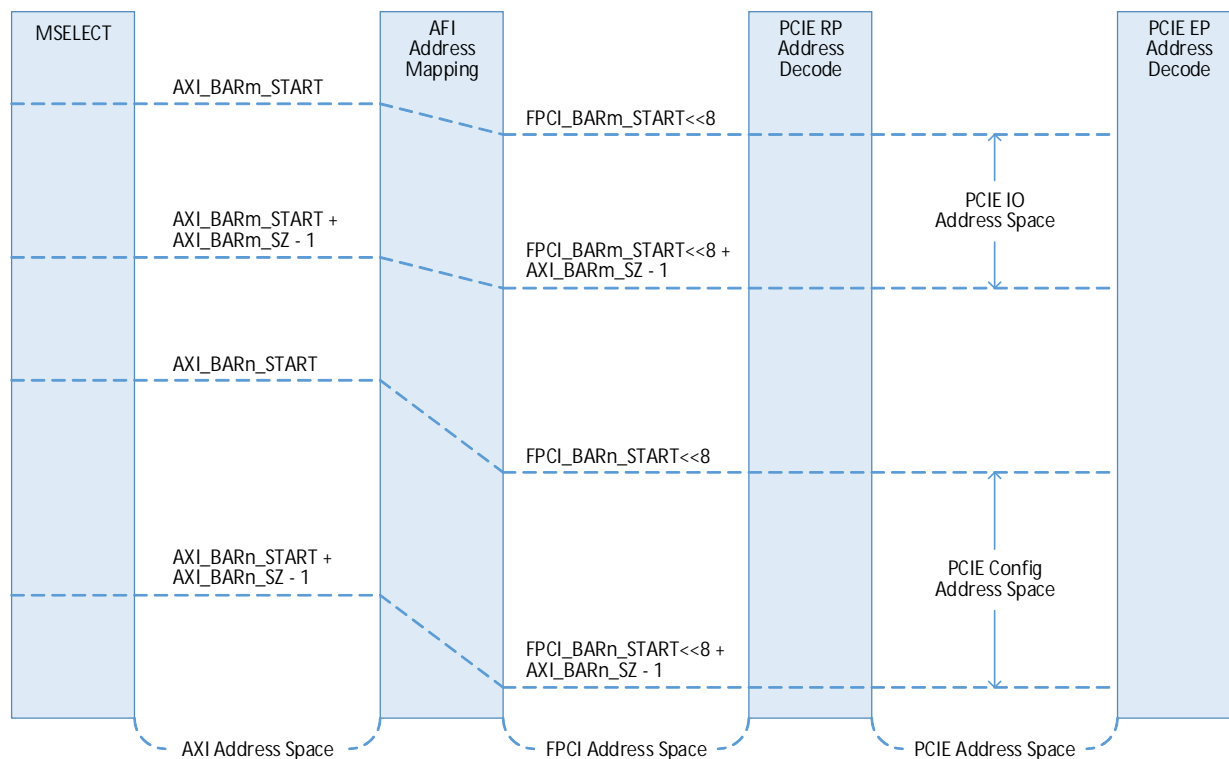 MSELECT
AFI
Address
Mapping
PCIE RP
Address
Decode
PCIE EP
Address
Decode
AXI_BARm_START
FPCI_BARm_START<<8
PCIE IO
Address Space
AXI_BARm_START +
AXI_BARm_SZ - 1
FPCI_BARm_START<<8 +
AXI_BARm_SZ - 1
AXI_BARn_START
FPCI_BARn_START<<8
AXI_BARn_START +
AXI_BARn_SZ - 1
PCIE Config
Address Space
FPCI_BARn_START<<8 +
AXI_BARn_SZ - 1
AXI Address Space
FPCI Address Space
PCIE Address Space